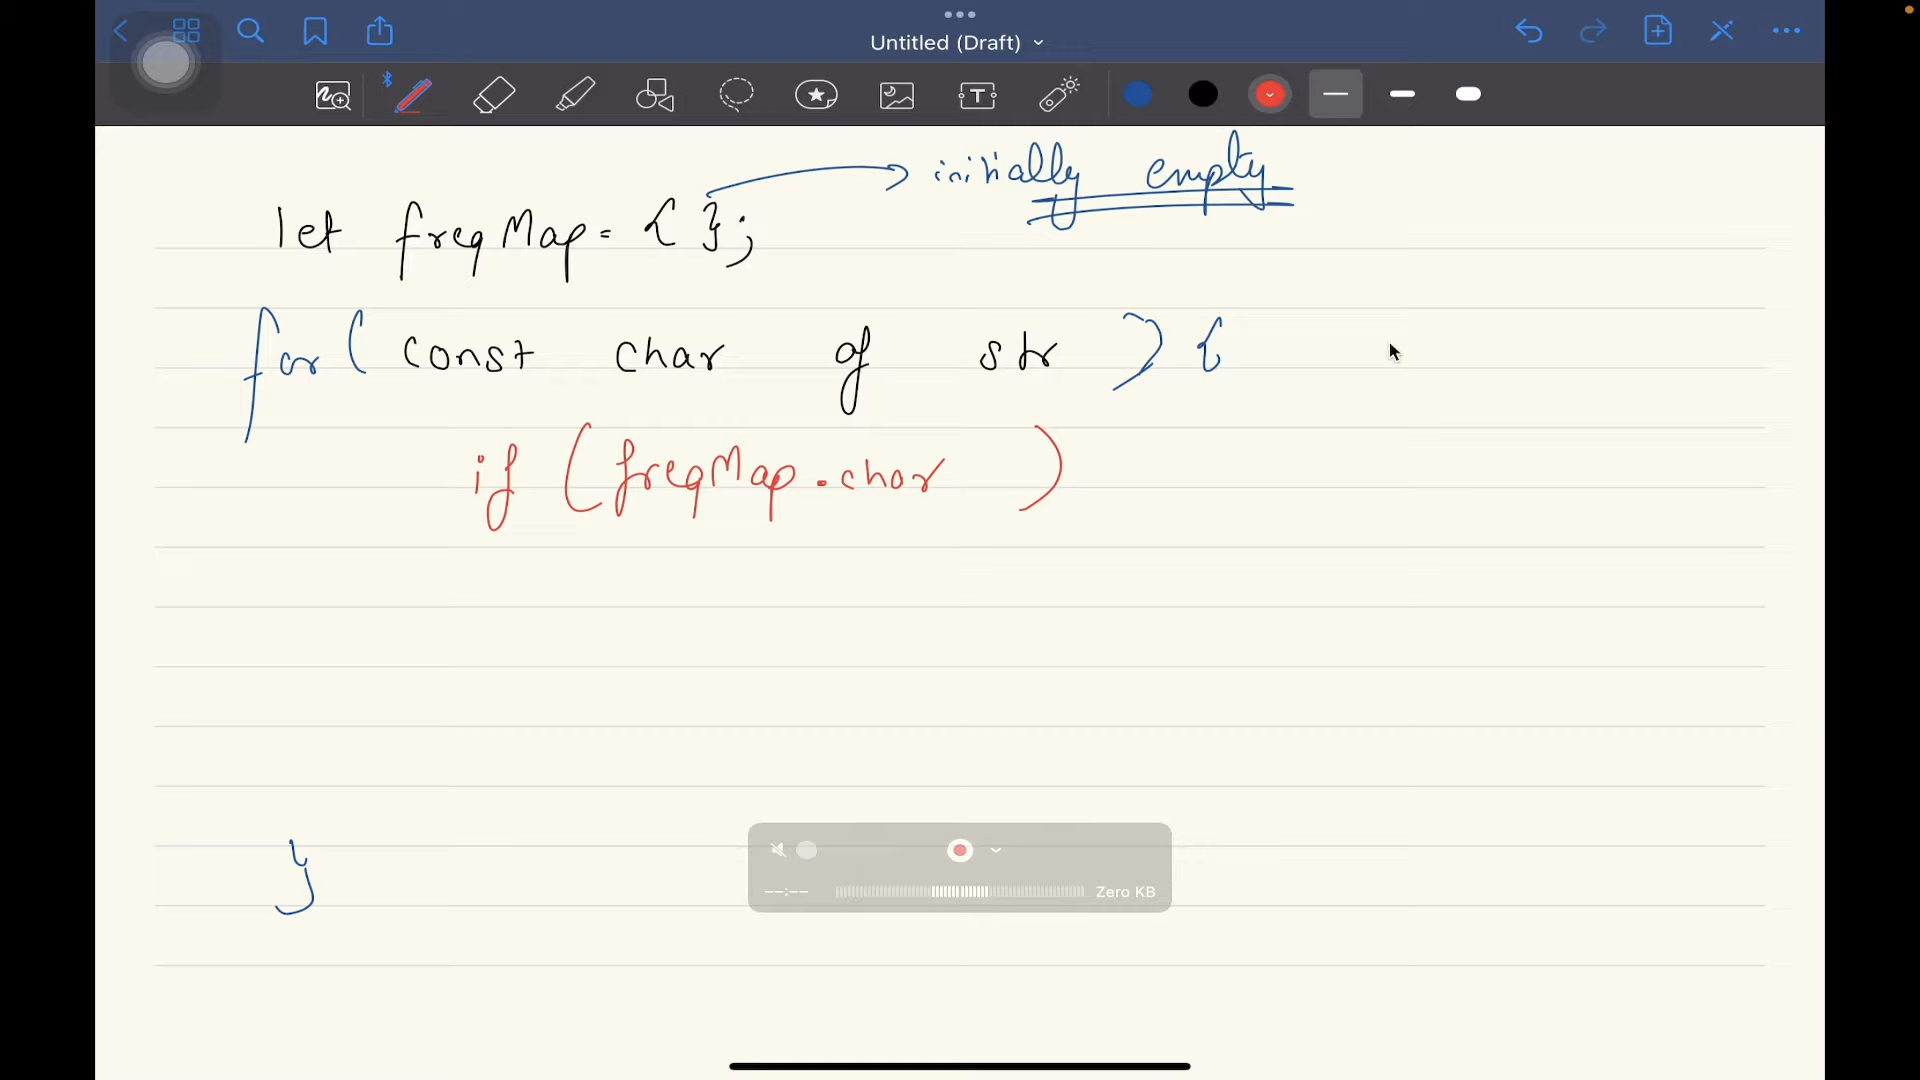 Untitled (Draft)
initially empty
let freqMap = { };
for ( const char of str ) {
if (freqMap.char )
}
--:-- Zero KB